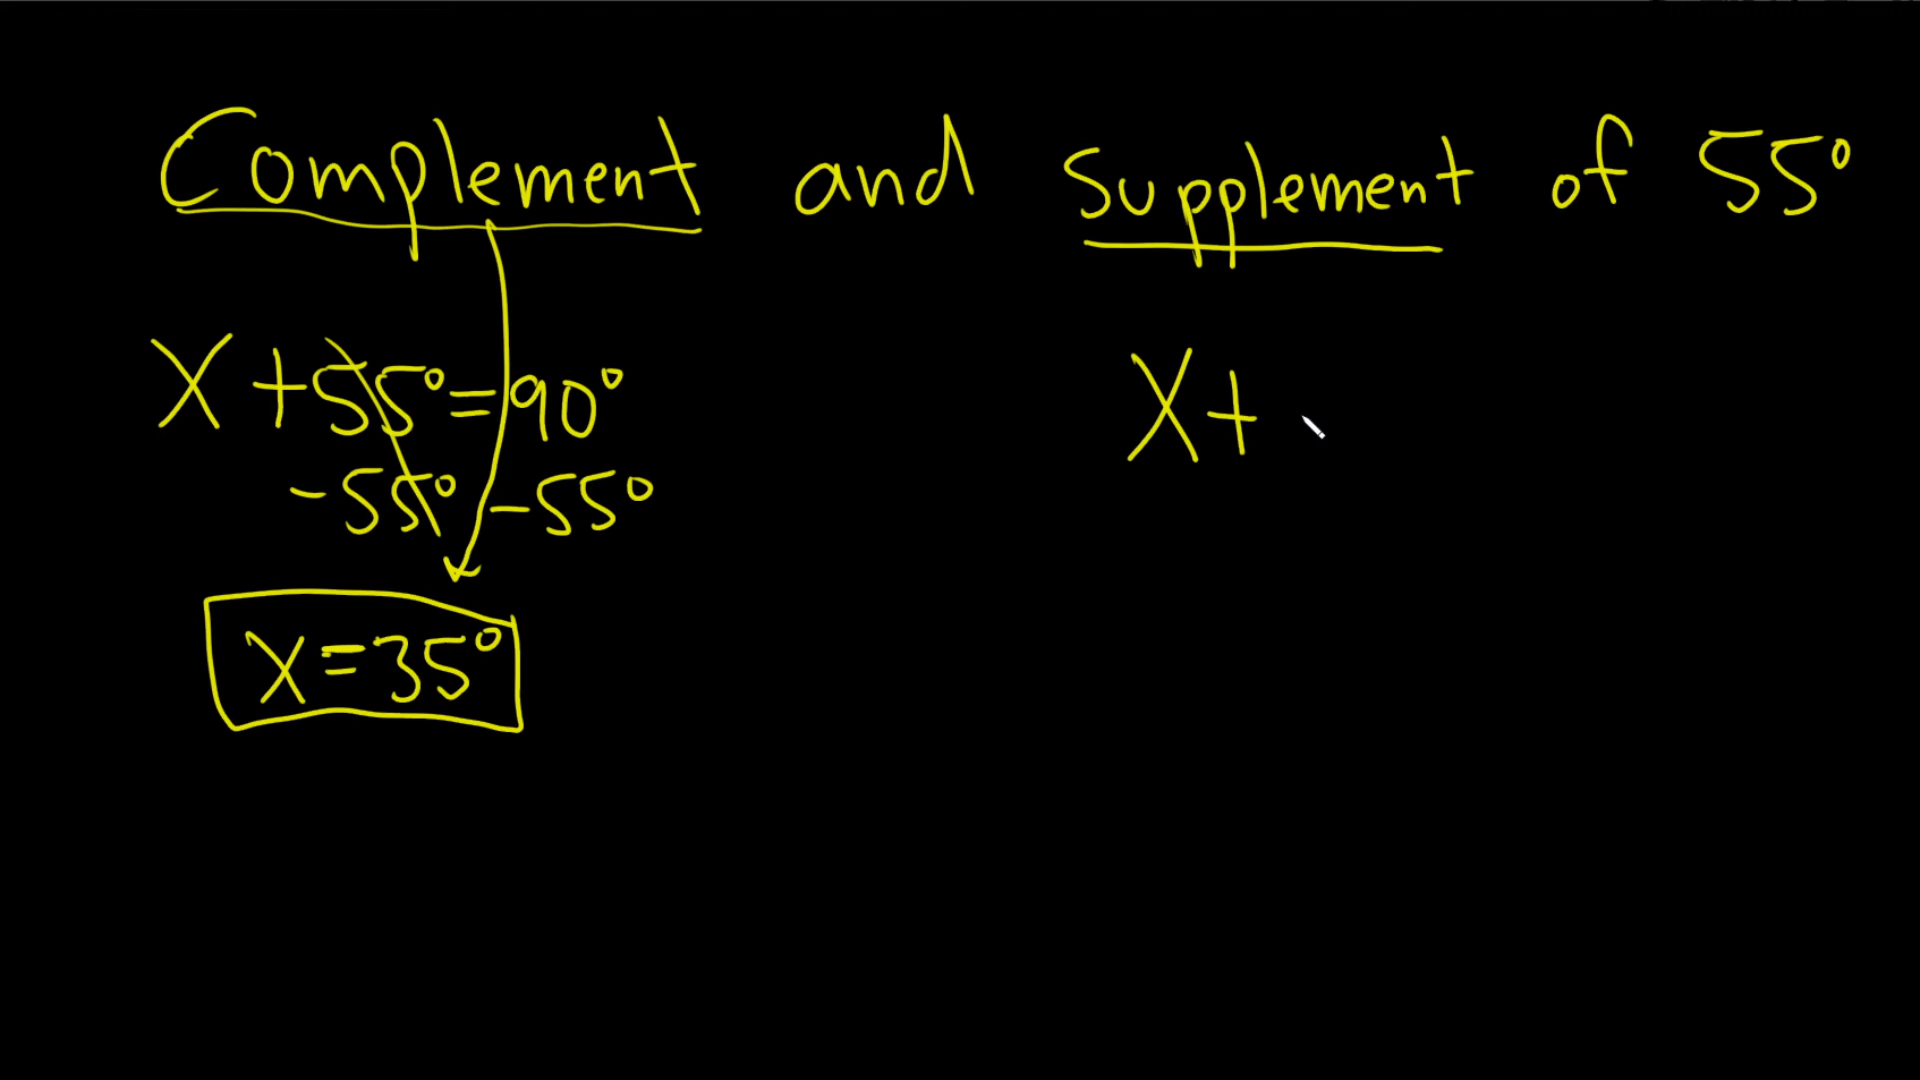 Complement and Supplement of 55°
X+55°=90°
-55° -55°
X=35°
X+